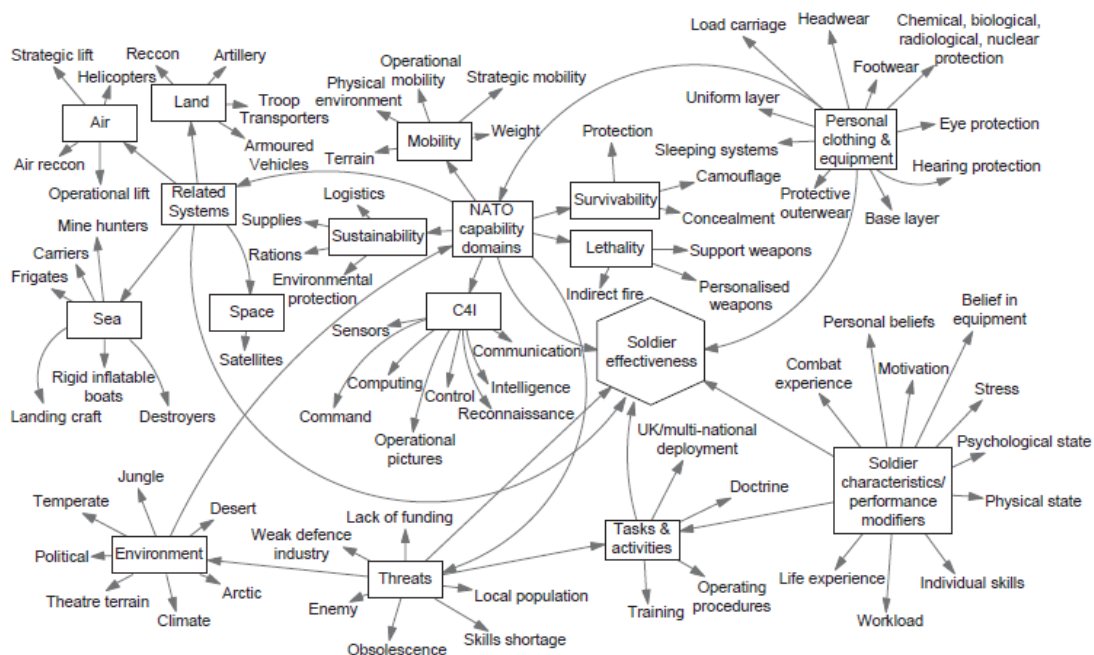 Strategic lift
Reccon
Artillery
Helicopters
Land
Air
Troop
Transporters
Armoured
Vehicles
Air reccon
Operational lift
Related
Systems
Operational
mobility
Strategic mobility
Physical
environment
Mobility
Weight
Terrain
Load carriage
Headwear
Chemical, biological,
radiological, nuclear
protection
Footwear
Uniform layer
Personal
clothing &
equipment
Eye protection
Sleeping systems
Hearing protection
Protective
outerwear
Base layer
Protection
Camouflage
Survivability
Concealment
NATO
capability
domains
Logistics
Supplies
Sustainability
Rations
Environmental
protection
Lethality
Support weapons
Personalised
weapons
Indirect fire
Mine hunters
Carriers
Frigates
Sea
Space
Satellites
Rigid inflatable
boats
Landing craft
Destroyers
C4I
Sensors
Communication
Computing
Control
Intelligence
Reconnaissance
Command
Operational
pictures
Soldier
effectiveness
Belief in
equipment
Personal beliefs
Combat
experience
Motivation
Stress
Psychological state
Soldier
characteristics/
performance
modifiers
Physical state
Life experience
Individual skills
Workload
UK/multi-national
deployment
Doctrine
Tasks &
activities
Operating
procedures
Training
Jungle
Temperate
Desert
Political
Environment
Theatre terrain
Arctic
Climate
Lack of funding
Weak defence
industry
Threats
Local population
Enemy
Skills shortage
Obsolescence